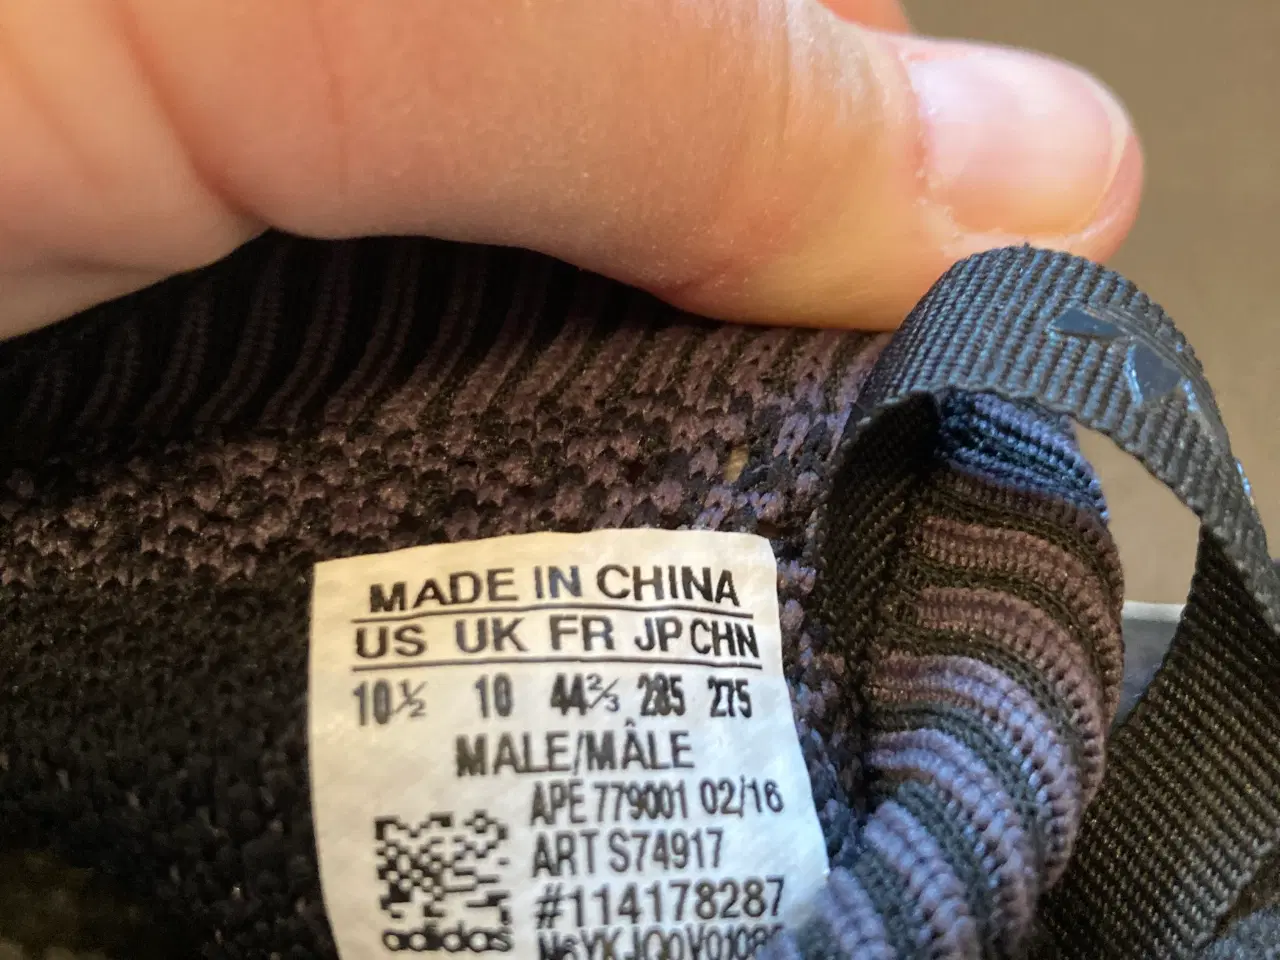 MADE IN CHINA
US UK FR JP CHN
10½ 10 44⅔ 285 275
MALE/MÂLE
APE 779001 02/16
ART S74917
#114178287
adidas